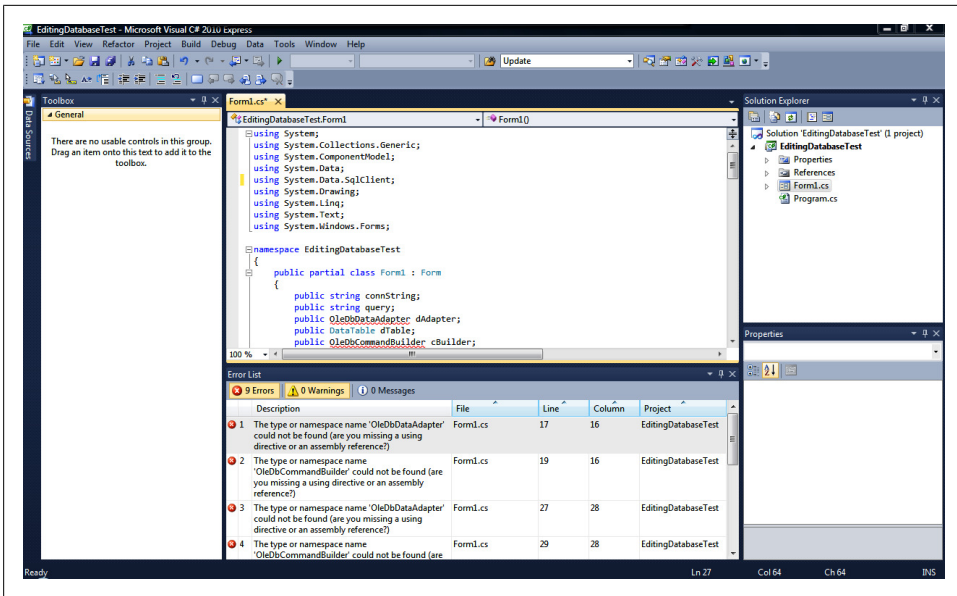 EditingDatabaseTest - Microsoft Visual C# 2010 Express
File Edit View Refactor Project Build Debug Data Tools Window Help
Update
Data Sources
Toolbox
General
There are no usable controls in this group.
Drag an item onto this text to add it to the
toolbox.
Form1.cs*
EditingDatabaseTest.Form1
Form1()
using System;
using System.Collections.Generic;
using System.ComponentModel;
using System.Data;
using System.Data.SqlClient;
using System.Drawing;
using System.Linq;
using System.Text;
using System.Windows.Forms;
namespace EditingDatabaseTest
{
public partial class Form1 : Form
{
public string connString;
public string query;
public OleDbDataAdapter dAdapter;
public DataTable dTable;
public OleDbCommandBuilder cBuilder;
100 %
Error List
9 Errors 0 Warnings 0 Messages
Description File Line Column Project
1 The type or namespace name 'OleDbDataAdapter' Form1.cs 17 16 EditingDatabaseTest
could not be found (are you missing a using
directive or an assembly reference?)
2 The type or namespace name Form1.cs 19 16 EditingDatabaseTest
'OleDbCommandBuilder' could not be found (are
you missing a using directive or an assembly
reference?)
3 The type or namespace name 'OleDbDataAdapter' Form1.cs 27 28 EditingDatabaseTest
could not be found (are you missing a using
directive or an assembly reference?)
4 The type or namespace name Form1.cs 29 28 EditingDatabaseTest
'OleDbCommandBuilder' could not be found (are
Solution Explorer
Solution 'EditingDatabaseTest' (1 project)
EditingDatabaseTest
Properties
References
Form1.cs
Program.cs
Properties
Ready
Ln 27 Col 64 Ch 64 INS